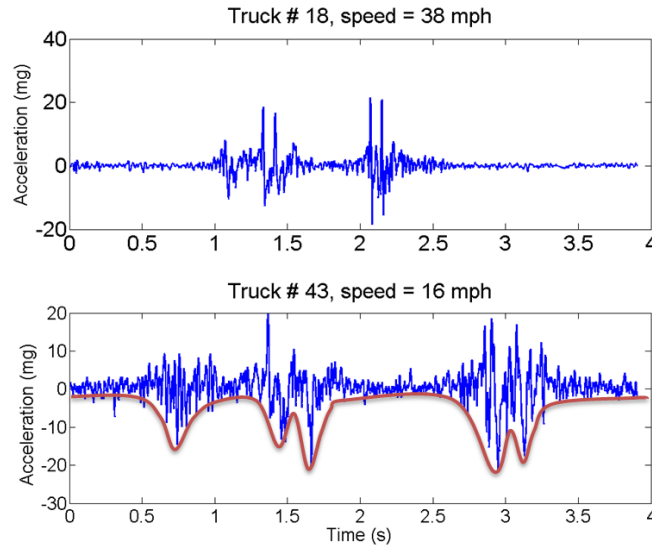 Truck # 18, speed = 38 mph
Acceleration (mg)
40
20
0
-20
0 0.5 1 1.5 2 2.5 3 3.5 4
Truck # 43, speed = 16 mph
Acceleration (mg)
20
10
0
-10
-20
-30
0 0.5 1 1.5 2 2.5 3 3.5 4
Time (s)